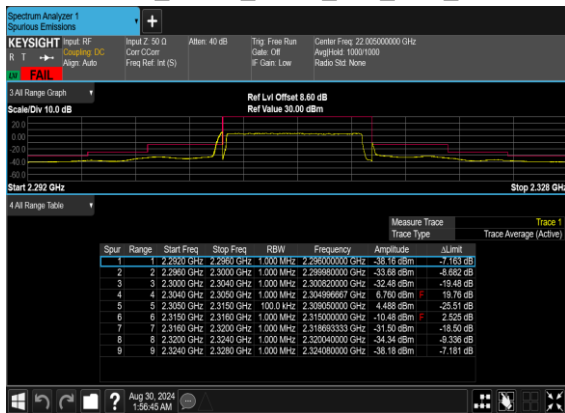 Spectrum Analyzer 1
Spurious Emissions
+
KEYSIGHT Input: RF Input Z: 50 Ω Atten: 40 dB Trig: Free Run Center Freq: 22.005000000 GHz
R T Coupling: DC Corr CCorr Gate: Off Avg|Hold: 1000/1000
Align: Auto Freq Ref: Int (S) IF Gain: Low Radio Std: None
FAIL
3 All Range Graph
Ref Lvl Offset 8.60 dB
Scale/Div 10.0 dB Ref Value 30.00 dBm
20.0
0.00
-20.0
-40.0
-60.0
Start 2.292 GHz Stop 2.328 GHz
4 All Range Table
Measure Trace Trace 1
Trace Type Trace Average (Active)
Spur Range Start Freq Stop Freq RBW Frequency Amplitude ΔLimit
1 1 2.2920 GHz 2.2960 GHz 1.000 MHz 2.296000000 GHz -38.16 dBm -7.163 dB
2 2 2.2960 GHz 2.3000 GHz 1.000 MHz 2.299980000 GHz -33.68 dBm -8.682 dB
3 3 2.3000 GHz 2.3040 GHz 1.000 MHz 2.300820000 GHz -32.48 dBm -19.48 dB
4 4 2.3040 GHz 2.3050 GHz 1.000 MHz 2.304996667 GHz 6.760 dBm F 19.76 dB
5 5 2.3050 GHz 2.3150 GHz 100.0 kHz 2.309050000 GHz 4.488 dBm -25.51 dB
6 6 2.3150 GHz 2.3160 GHz 1.000 MHz 2.315000000 GHz -10.48 dBm F 2.525 dB
7 7 2.3160 GHz 2.3200 GHz 1.000 MHz 2.318693333 GHz -31.50 dBm -18.50 dB
8 8 2.3200 GHz 2.3240 GHz 1.000 MHz 2.320040000 GHz -34.34 dBm -9.336 dB
9 9 2.3240 GHz 2.3280 GHz 1.000 MHz 2.324080000 GHz -38.18 dBm -7.181 dB
? Aug 30, 2024
1:56:45 AM